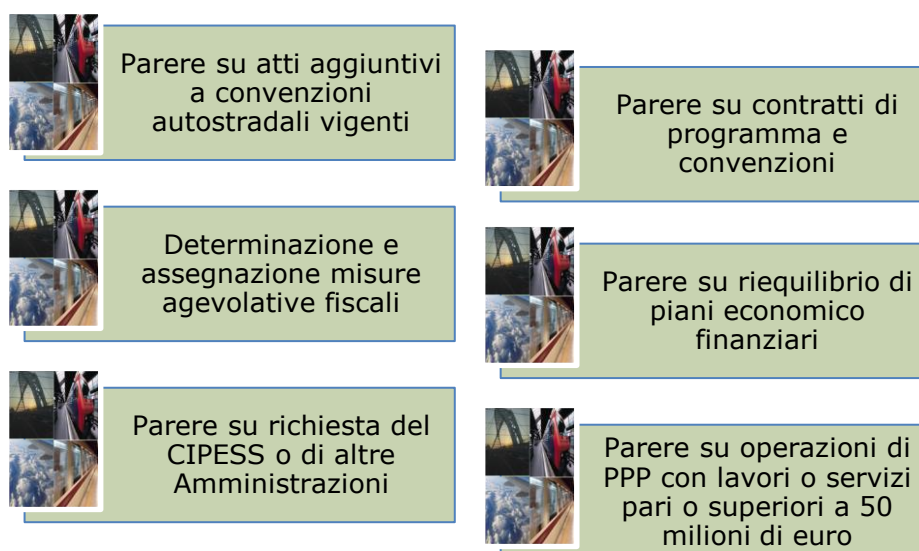 Parere su atti aggiuntivi
a convenzioni
autostradali vigenti
Determinazione e
assegnazione misure
agevolative fiscali
Parere su richiesta del
CIPESS o di altre
Amministrazioni
Parere su contratti di
programma e
convenzioni
Parere su riequilibrio di
piani economico
finanziari
Parere su operazioni di
PPP con lavori o servizi
pari o superiori a 50
milioni di euro